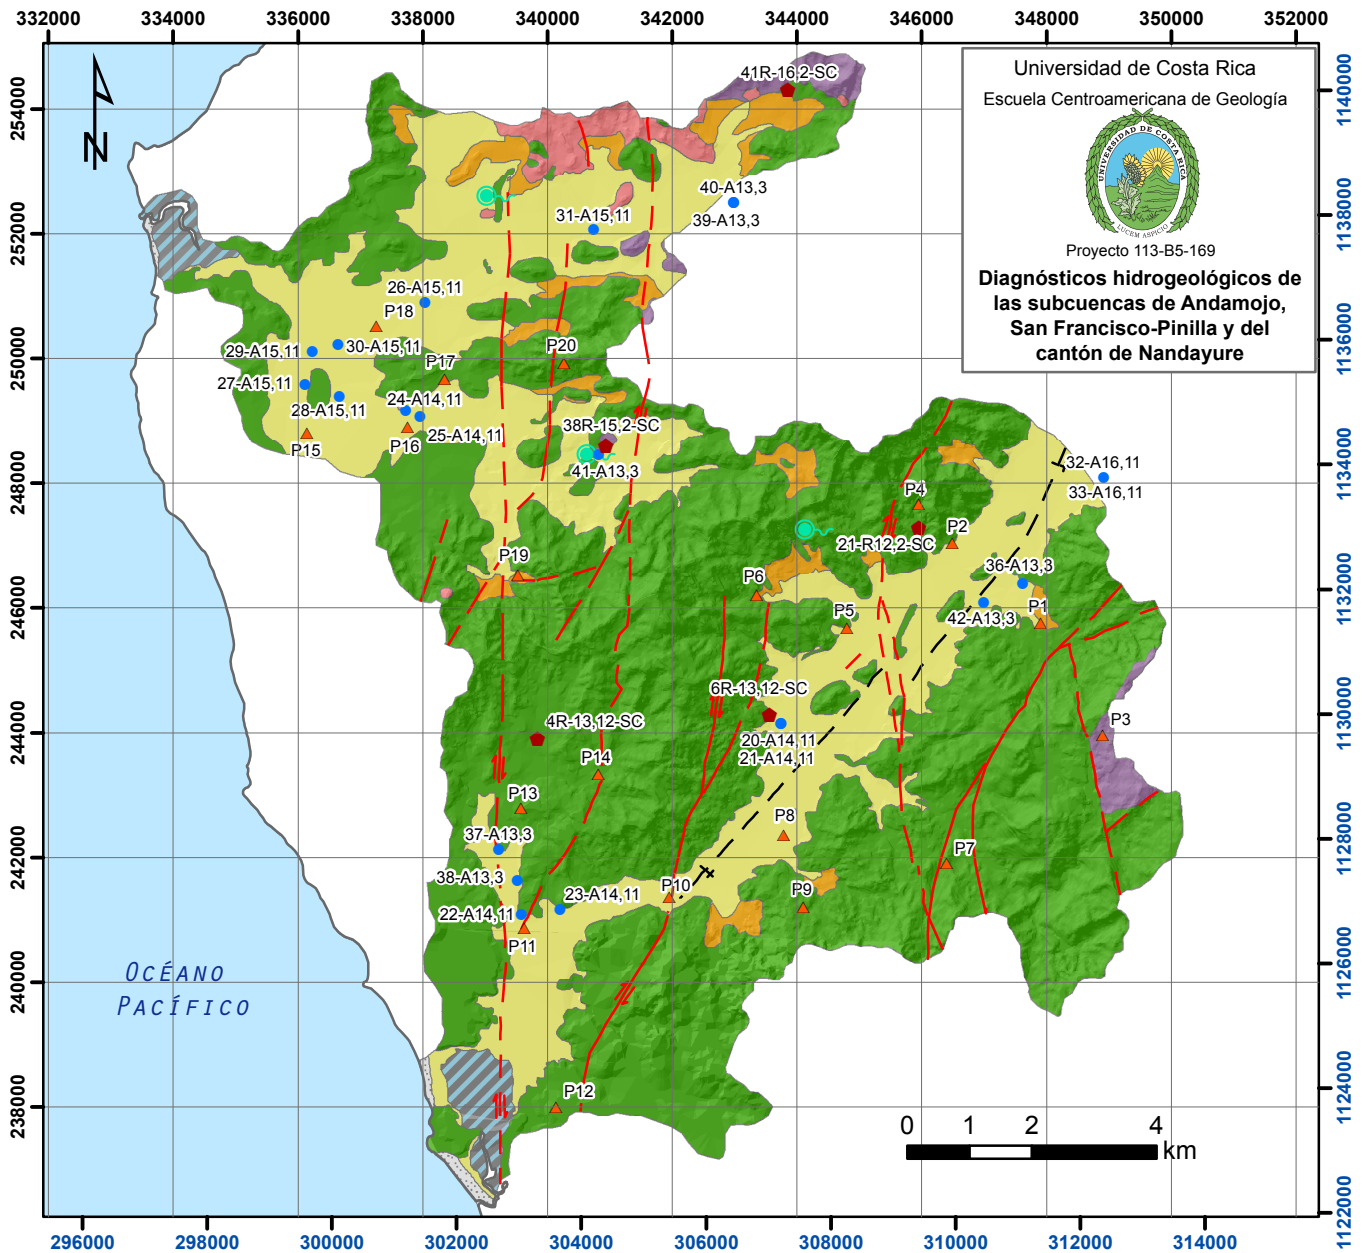 332000 334000 336000 338000 340000 342000 344000 346000 348000 350000 352000
Universidad de Costa Rica
Escuela Centroamericana de Geología
UNIVERSIDAD DE COSTA RICA
LUCEM ASPICIO
Proyecto 113-B5-169
Diagnósticos hidrogeológicos de
las subcuencas de Andamojo,
San Francisco-Pinilla y del
cantón de Nandayure
N
41R-16,2-SC
40-A13,3
39-A13,3
31-A15,11
26-A15,11
P18
29-A15,11
30-A15,11
P17
P20
27-A15,11
28-A15,11
24-A14,11
25-A14,11
P15
P16
38R-15,2-SC
41-A13,3
32-A16,11
33-A16,11
P4
P2
21-R12,2-SC
P19
36-A13,3
P6
P5
42-A13,3
P1
6R-13,12-SC
4R-13,12-SC
20-A14,11
21-A14,11
P3
P14
P13
37-A13,3
P8
38-A13,3
P7
P10
23-A14,11
22-A14,11
P9
P11
P12
OCÉANO
PACÍFICO
0 1 2 4
km
254000
252000
250000
248000
246000
244000
242000
240000
238000
1140000
1138000
1136000
1134000
1132000
1130000
1128000
1126000
1124000
1122000
296000 298000 300000 302000 304000 306000 308000 310000 312000 314000